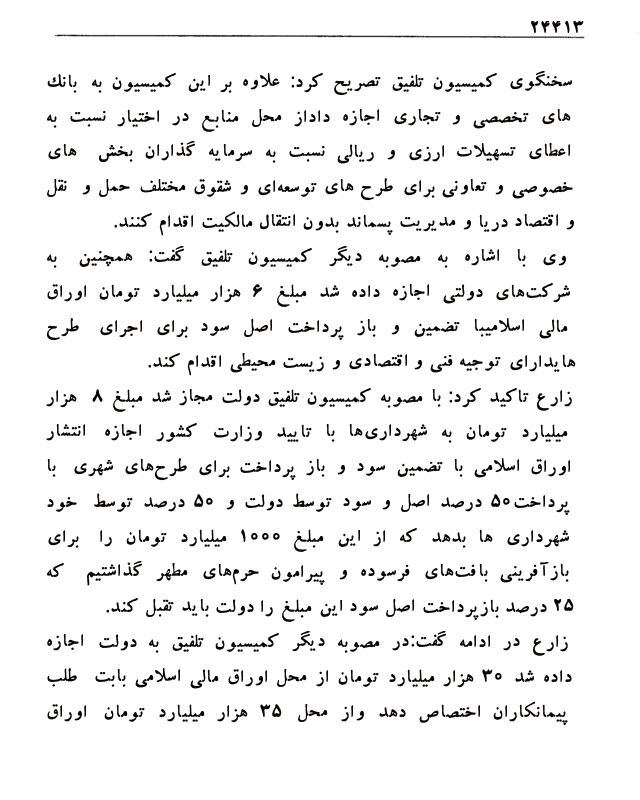 ۲۴۴۱۳
سخنگوی کمیسیون تلفیق تصریح کرد: علاوه بر این کمیسیون به بانك
های تخصصی و تجاری اجازه داداز محل منابع در اختیار نسبت به
اعطای تسهیلات ارزی و ریالی نسبت به سرمایه گذاران بخش های
خصوصی و تعاونی برای طرح های توسعه‌ای و شقوق مختلف حمل و نقل
و اقتصاد دریا و مدیریت پسماند بدون انتقال مالکیت اقدام کنند.
وی با اشاره به مصوبه دیگر کمیسیون تلفیق گفت: همچنین به
شرکت‌های دولتی اجازه داده شد مبلغ ۶ هزار میلیارد تومان اوراق
مالی اسلامیبا تضمین و باز پرداخت اصل سود برای اجرای طرح
هایدارای توجیه فنی و اقتصادی و زیست محیطی اقدام کند.
زارع تاکید کرد: با مصوبه کمیسیون تلفیق دولت مجاز شد مبلغ ۸ هزار
میلیارد تومان به شهرداری‌ها با تایید وزارت کشور اجازه انتشار
اوراق اسلامی با تضمین سود و باز پرداخت برای طرح‌های شهری با
پرداخت۵۰ درصد اصل و سود توسط دولت و ۵۰ درصد توسط خود
شهرداری ها بدهد که از این مبلغ ۱۰۰۰ میلیارد تومان را برای
بازآفرینی بافت‌های فرسوده و پیرامون حرم‌های مطهر گذاشتیم که
۲۵ درصد بازپرداخت اصل سود این مبلغ را دولت باید تقبل کند.
زارع در ادامه گفت:در مصوبه دیگر کمیسیون تلفیق به دولت اجازه
داده شد ۳۰ هزار میلیارد تومان از محل اوراق مالی اسلامی بابت طلب
پیمانکاران اختصاص دهد واز محل ۳۵ هزار میلیارد تومان اوراق